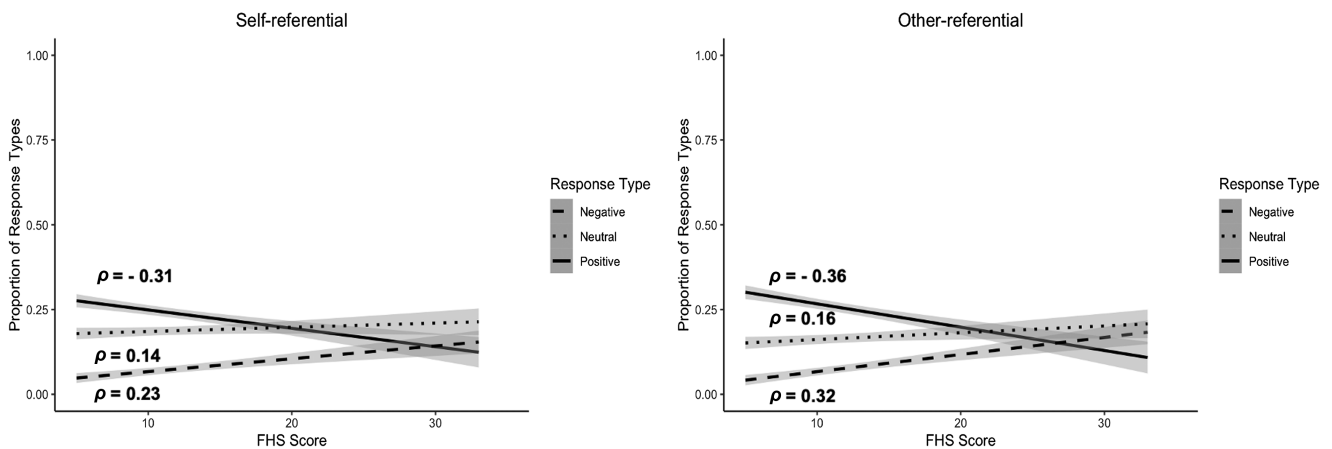 Self-referential
Proportion of Response Types
1.00
0.75
0.50
0.25
0.00
ρ = - 0.31
ρ = 0.14
ρ = 0.23
10
20
30
FHS Score
Response Type
Negative
Neutral
Positive
Other-referential
Proportion of Response Types
1.00
0.75
0.50
0.25
0.00
ρ = - 0.36
ρ = 0.16
ρ = 0.32
10
20
30
FHS Score
Response Type
Negative
Neutral
Positive